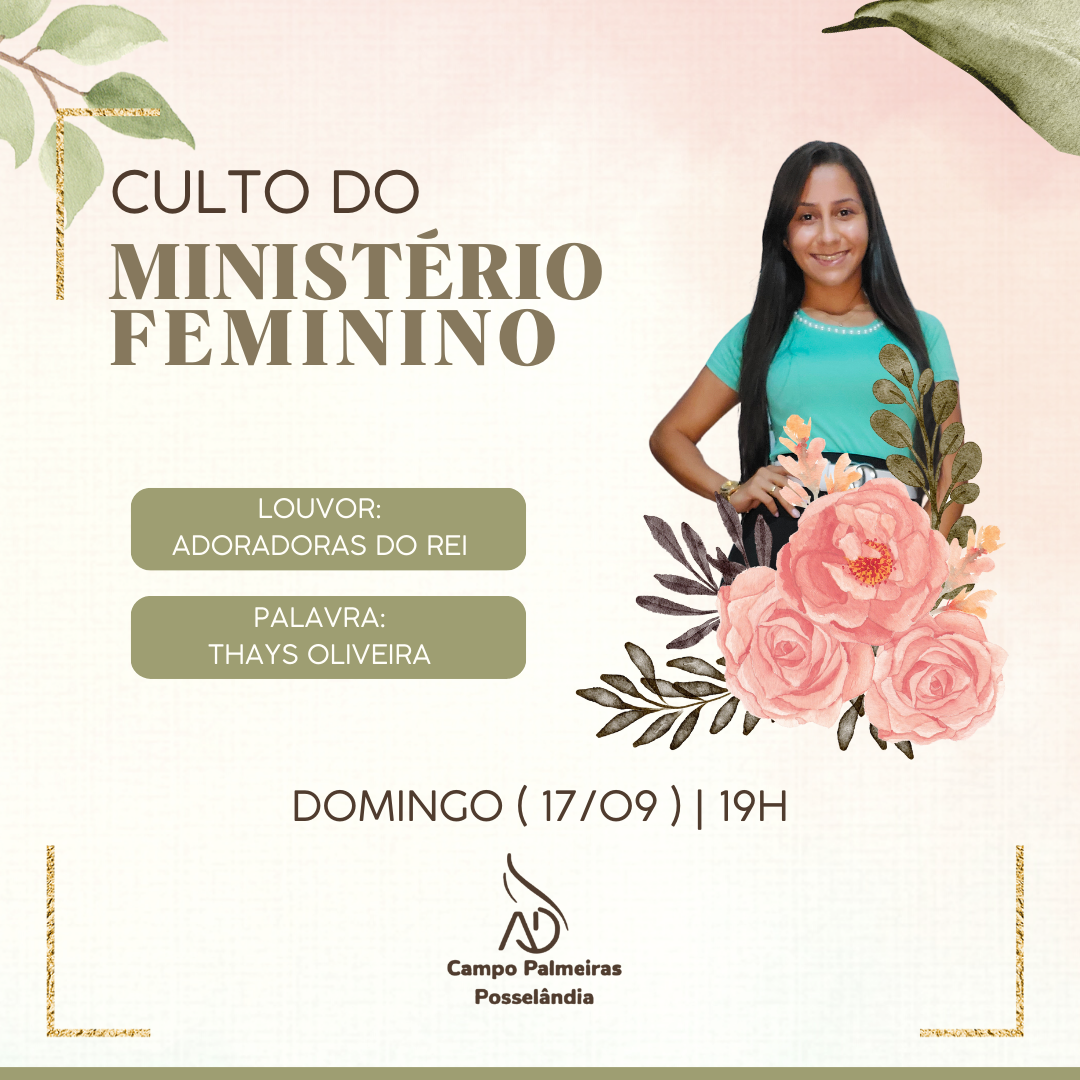 CULTO DO
MINISTÉRIO
FEMININO
LOUVOR:
ADORADORAS DO REI
PALAVRA:
THAYS OLIVEIRA
DOMINGO ( 17/09 ) | 19H
AD
Campo Palmeiras
Posselândia